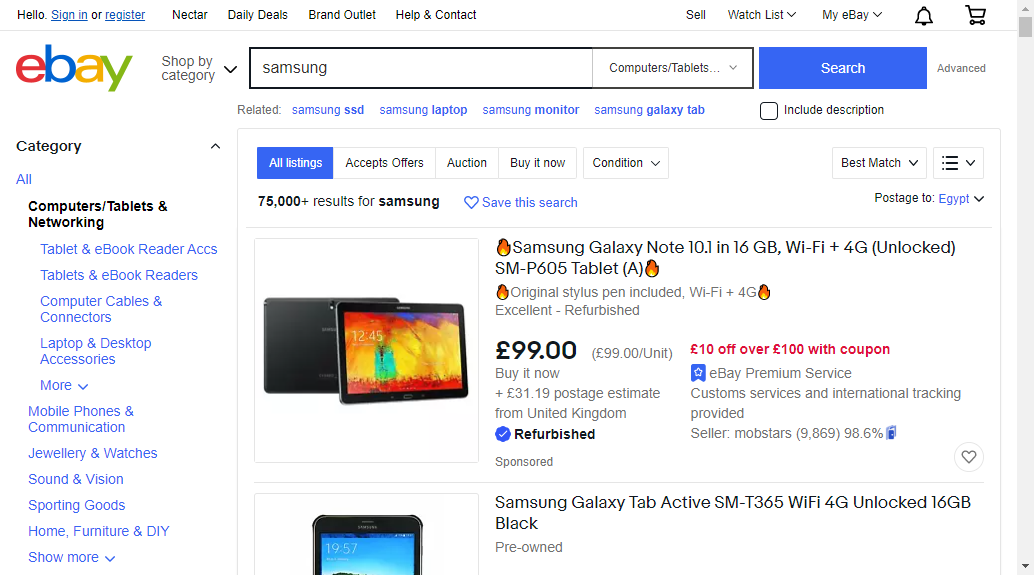 Hello. Sign in or register
Nectar
Daily Deals
Brand Outlet
Help & Contact
Sell
Watch List
My eBay
ebay
Shop by
category
samsung
Computers/Tablets...
Search
Advanced
Related:
samsung ssd
samsung laptop
samsung monitor
samsung galaxy tab
Include description
Category
All
Computers/Tablets &
Networking
Tablet & eBook Reader Accs
Tablets & eBook Readers
Computer Cables &
Connectors
Laptop & Desktop
Accessories
More
Mobile Phones &
Communication
Jewellery & Watches
Sound & Vision
Sporting Goods
Home, Furniture & DIY
Show more
All listings
Accepts Offers
Auction
Buy it now
Condition
Best Match
75,000+ results for samsung
Save this search
Postage to: Egypt
12:45
🔥Samsung Galaxy Note 10.1 in 16 GB, Wi-Fi + 4G (Unlocked)
SM-P605 Tablet (A)🔥
🔥Original stylus pen included, Wi-Fi + 4G🔥
Excellent - Refurbished
£99.00 (£99.00/Unit)
Buy it now
+ £31.19 postage estimate
from United Kingdom
Refurbished
Sponsored
£10 off over £100 with coupon
eBay Premium Service
Customs services and international tracking
provided
Seller: mobstars (9,869) 98.6%
SAMSUNG
19:57
Samsung Galaxy Tab Active SM-T365 WiFi 4G Unlocked 16GB
Black
Pre-owned